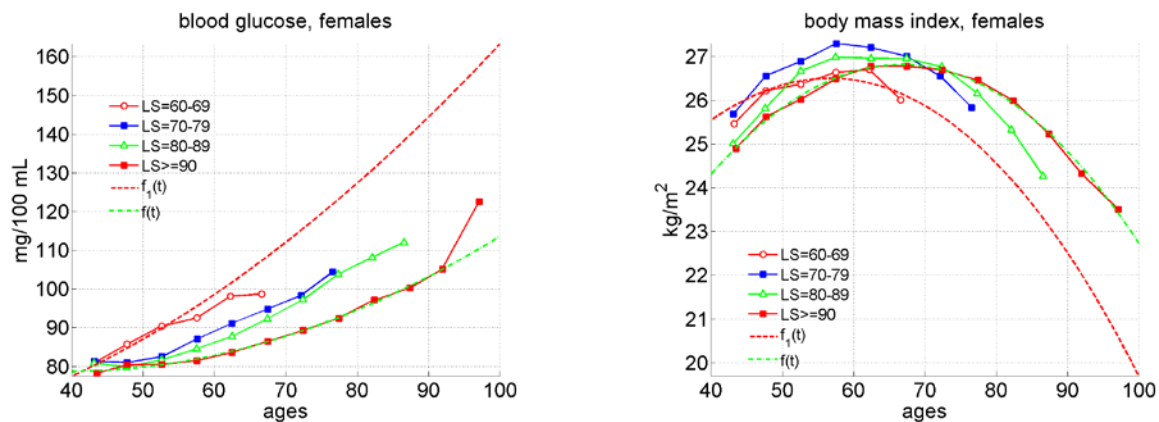 blood glucose, females
160
150
140
130
120
110
100
90
80
mg/100 mL
LS=60-69
LS=70-79
LS=80-89
LS>=90
f₁(t)
f(t)
40 50 60 70 80 90 100
ages
body mass index, females
27
26
25
24
23
22
21
20
kg/m²
LS=60-69
LS=70-79
LS=80-89
LS>=90
f₁(t)
f(t)
40 50 60 70 80 90 100
ages